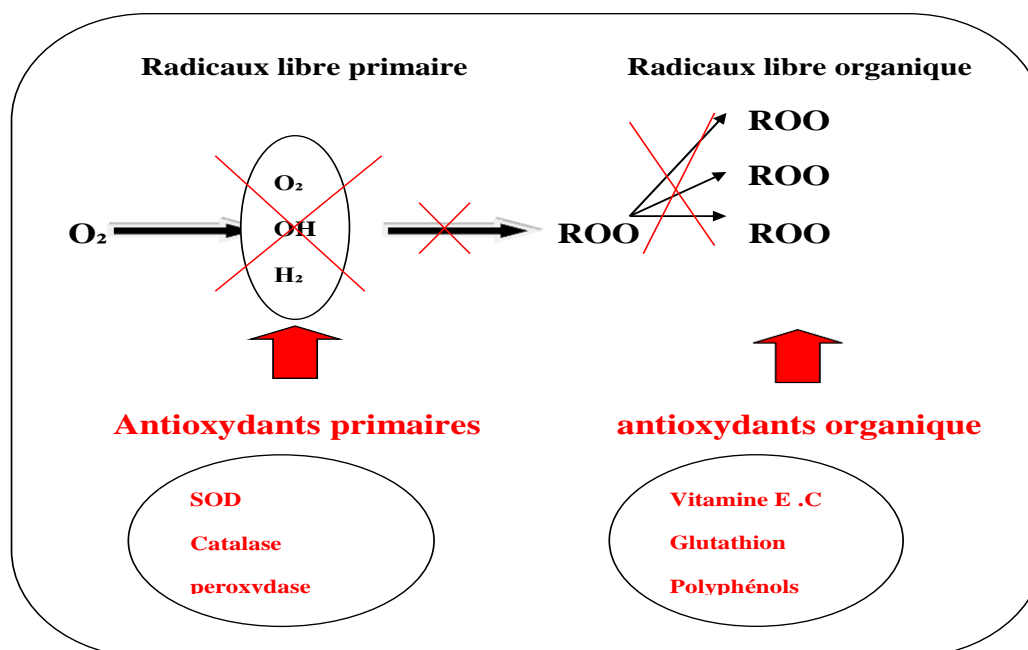 Radicaux libre primaire
Radicaux libre organique
O₂
O₂
OH
H₂
ROO
ROO
ROO
ROO
Antioxydants primaires
antioxydants organique
SOD
Catalase
peroxydase
Vitamine E .C
Glutathion
Polyphénols